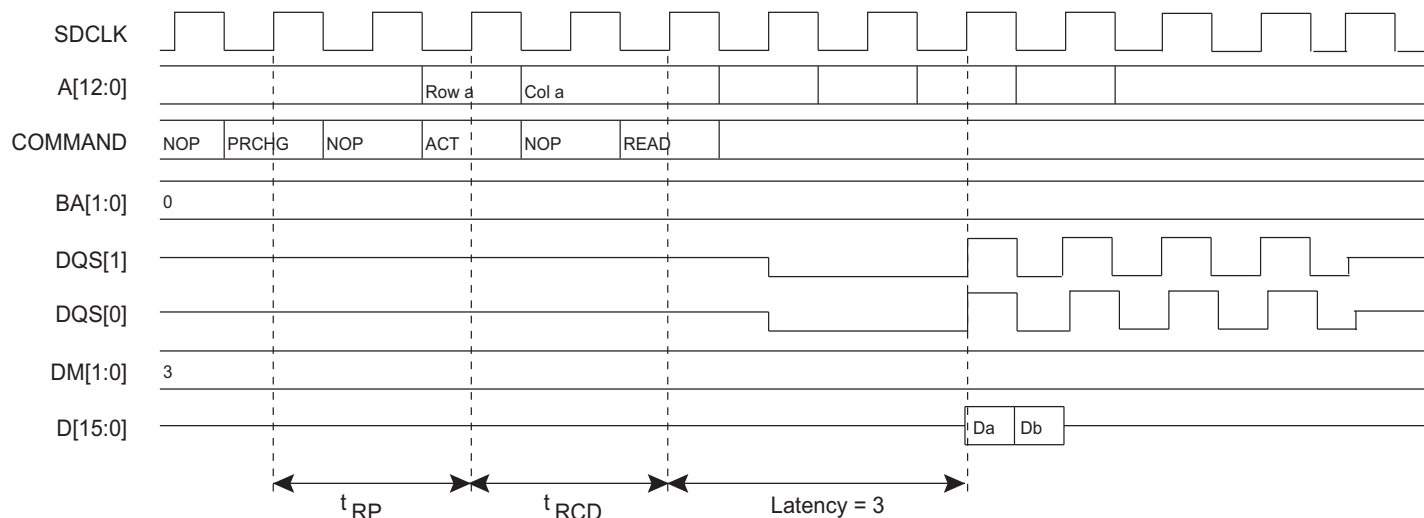 SDCLK
A[12:0] Row a Col a
COMMAND NOP PRCHG NOP ACT NOP READ
BA[1:0] 0
DQS[1]
DQS[0]
DM[1:0] 3
D[15:0] Da Db
t RP t RCD Latency = 3